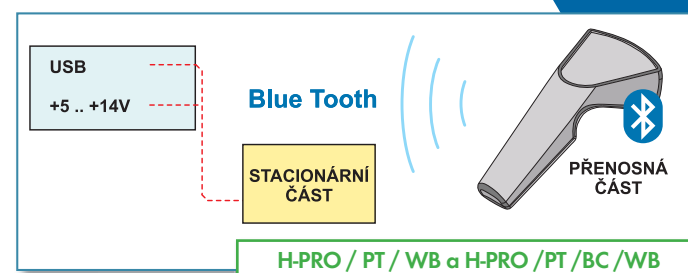 USB
+5 .. +14V
Blue Tooth
STACIONÁRNÍ
ČÁST
PŘENOSNÁ
ČÁST
H-PRO / PT / WB a H-PRO /PT /BC /WB